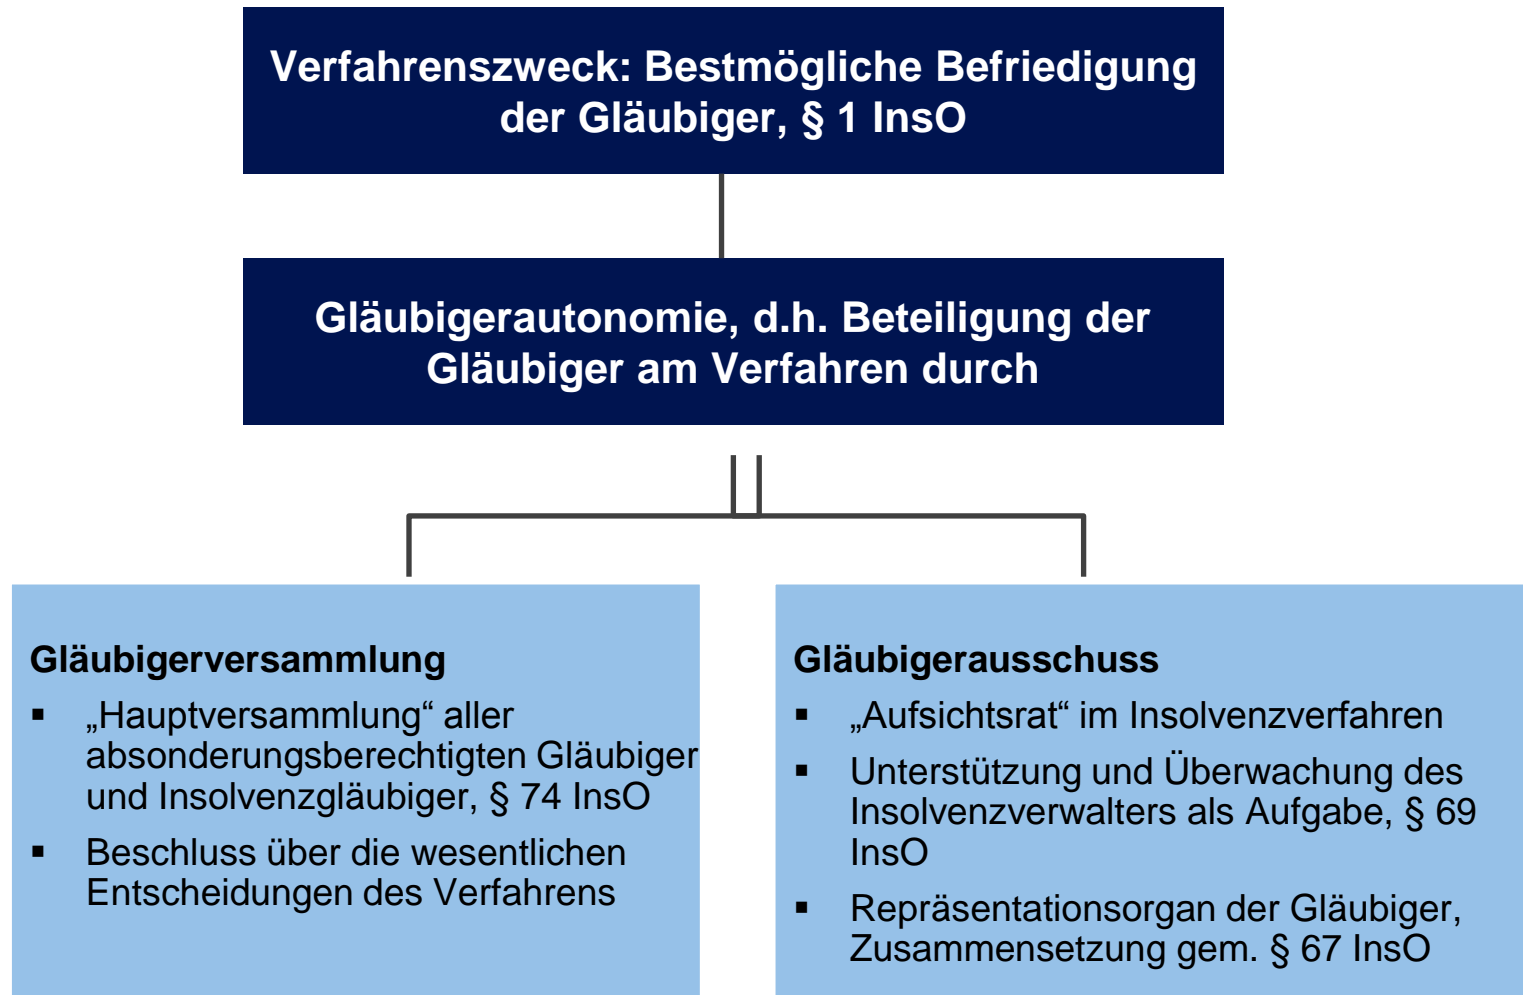 Verfahrenszweck: Bestmögliche Befriedigung
der Gläubiger, § 1 InsO
Gläubigerautonomie, d.h. Beteiligung der
Gläubiger am Verfahren durch
Gläubigerversammlung
▪ „Hauptversammlung“ aller
absonderungsberechtigten Gläubiger
und Insolvenzgläubiger, § 74 InsO
▪ Beschluss über die wesentlichen
Entscheidungen des Verfahrens
Gläubigerausschuss
▪ „Aufsichtsrat“ im Insolvenzverfahren
▪ Unterstützung und Überwachung des
Insolvenzverwalters als Aufgabe, § 69
InsO
▪ Repräsentationsorgan der Gläubiger,
Zusammensetzung gem. § 67 InsO